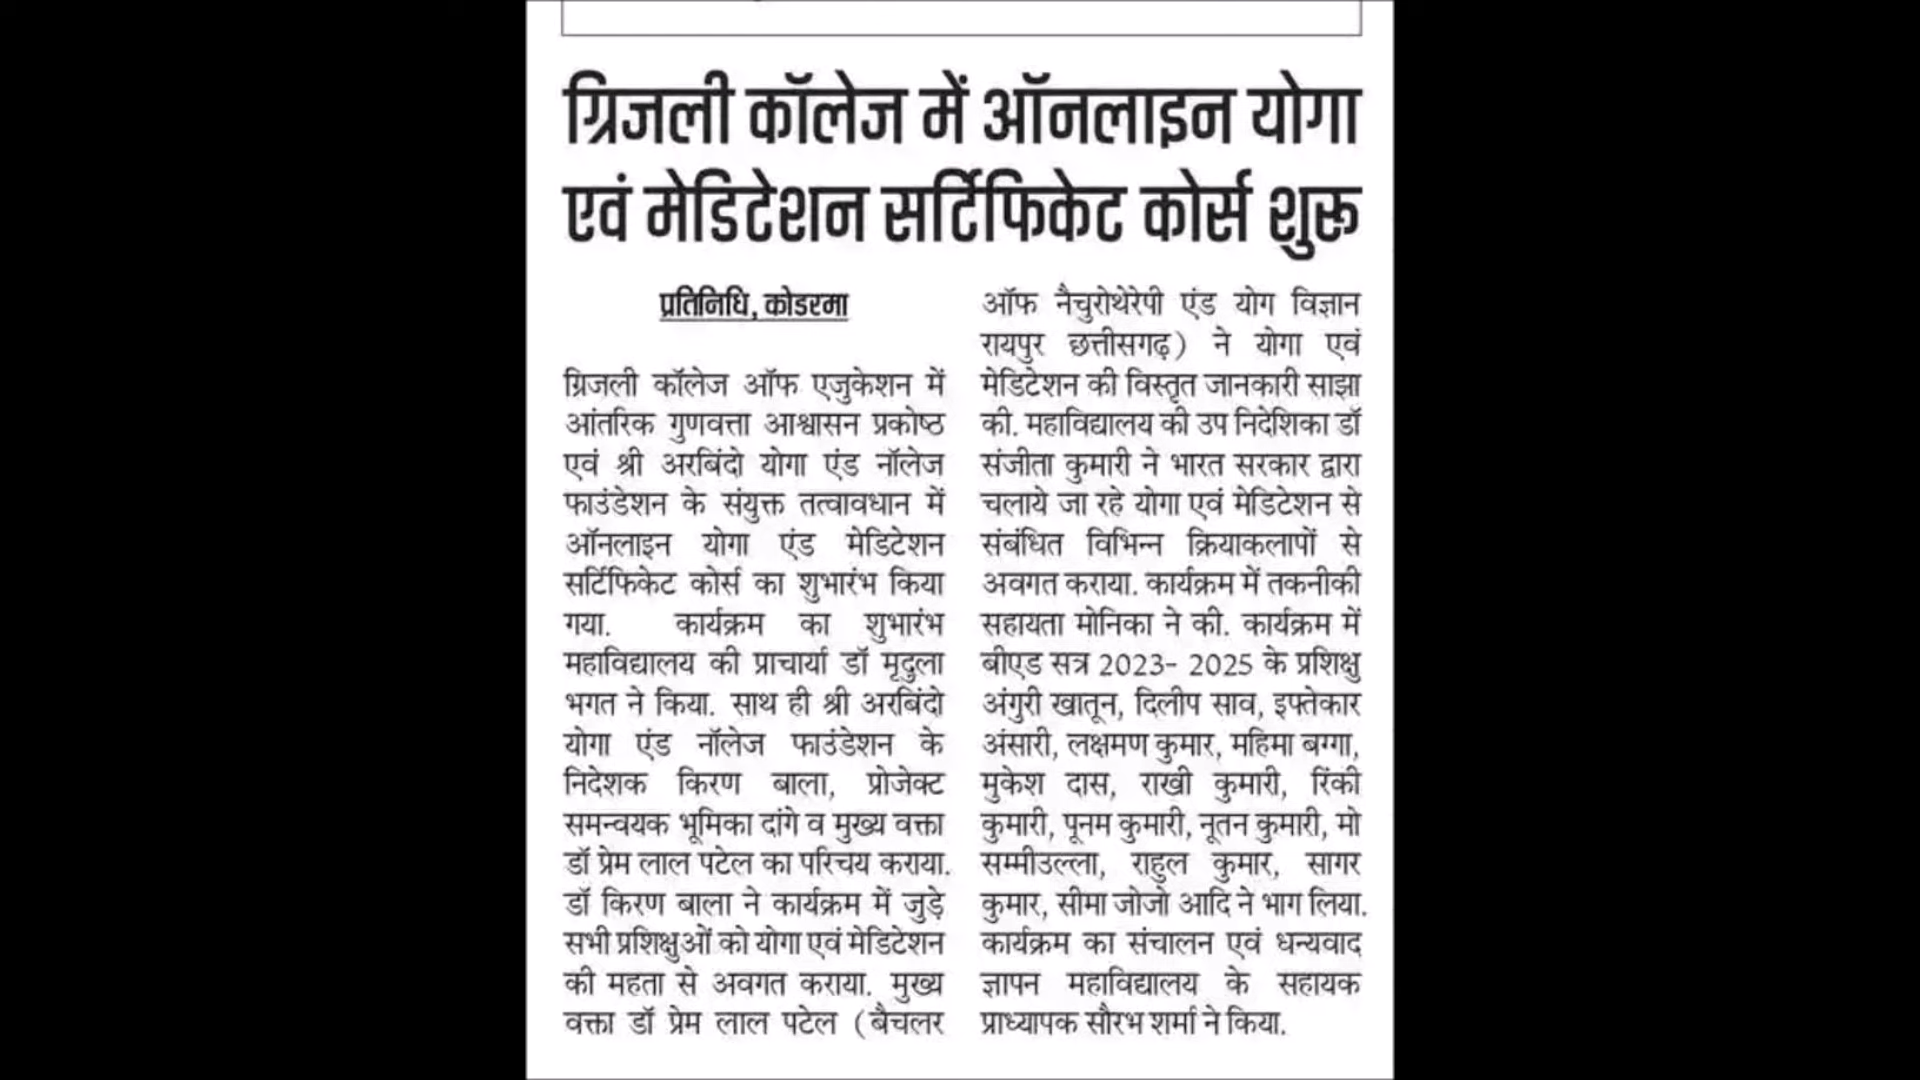 ग्रिजली कॉलेज में ऑनलाइन योगा
एवं मेडिटेशन सर्टिफिकेट कोर्स शुरू
प्रतिनिधि, कोडरमा
ग्रिजली कॉलेज ऑफ एजुकेशन में
आंतरिक गुणवत्ता आश्वासन प्रकोष्ठ
एवं श्री अरबिंदो योगा एंड नॉलेज
फाउंडेशन के संयुक्त तत्वावधान में
ऑनलाइन योगा एंड मेडिटेशन
सर्टिफिकेट कोर्स का शुभारंभ किया
गया. कार्यक्रम का शुभारंभ
महाविद्यालय की प्राचार्या डॉ मृदुला
भगत ने किया. साथ ही श्री अरबिंदो
योगा एंड नॉलेज फाउंडेशन के
निदेशक किरण बाला, प्रोजेक्ट
समन्वयक भूमिका दांगे व मुख्य वक्ता
डॉ प्रेम लाल पटेल का परिचय कराया.
डॉ किरण बाला ने कार्यक्रम में जुड़े
सभी प्रशिक्षुओं को योगा एवं मेडिटेशन
की महता से अवगत कराया. मुख्य
वक्ता डॉ प्रेम लाल पटेल (बैचलर
ऑफ नैचुरोथेरेपी एंड योग विज्ञान
रायपुर छत्तीसगढ़) ने योगा एवं
मेडिटेशन की विस्तृत जानकारी साझा
की. महाविद्यालय की उप निदेशिका डॉ
संजीता कुमारी ने भारत सरकार द्वारा
चलाये जा रहे योगा एवं मेडिटेशन से
संबंधित विभिन्न क्रियाकलापों से
अवगत कराया. कार्यक्रम में तकनीकी
सहायता मोनिका ने की. कार्यक्रम में
बीएड सत्र 2023- 2025 के प्रशिक्षु
अंगुरी खातून, दिलीप साव, इफ्तेकार
अंसारी, लक्षमण कुमार, महिमा बग्गा,
मुकेश दास, राखी कुमारी, रिंकी
कुमारी, पूनम कुमारी, नूतन कुमारी, मो
सम्मीउल्ला, राहुल कुमार, सागर
कुमार, सीमा जोजो आदि ने भाग लिया.
कार्यक्रम का संचालन एवं धन्यवाद
ज्ञापन महाविद्यालय के सहायक
प्राध्यापक सौरभ शर्मा ने किया.